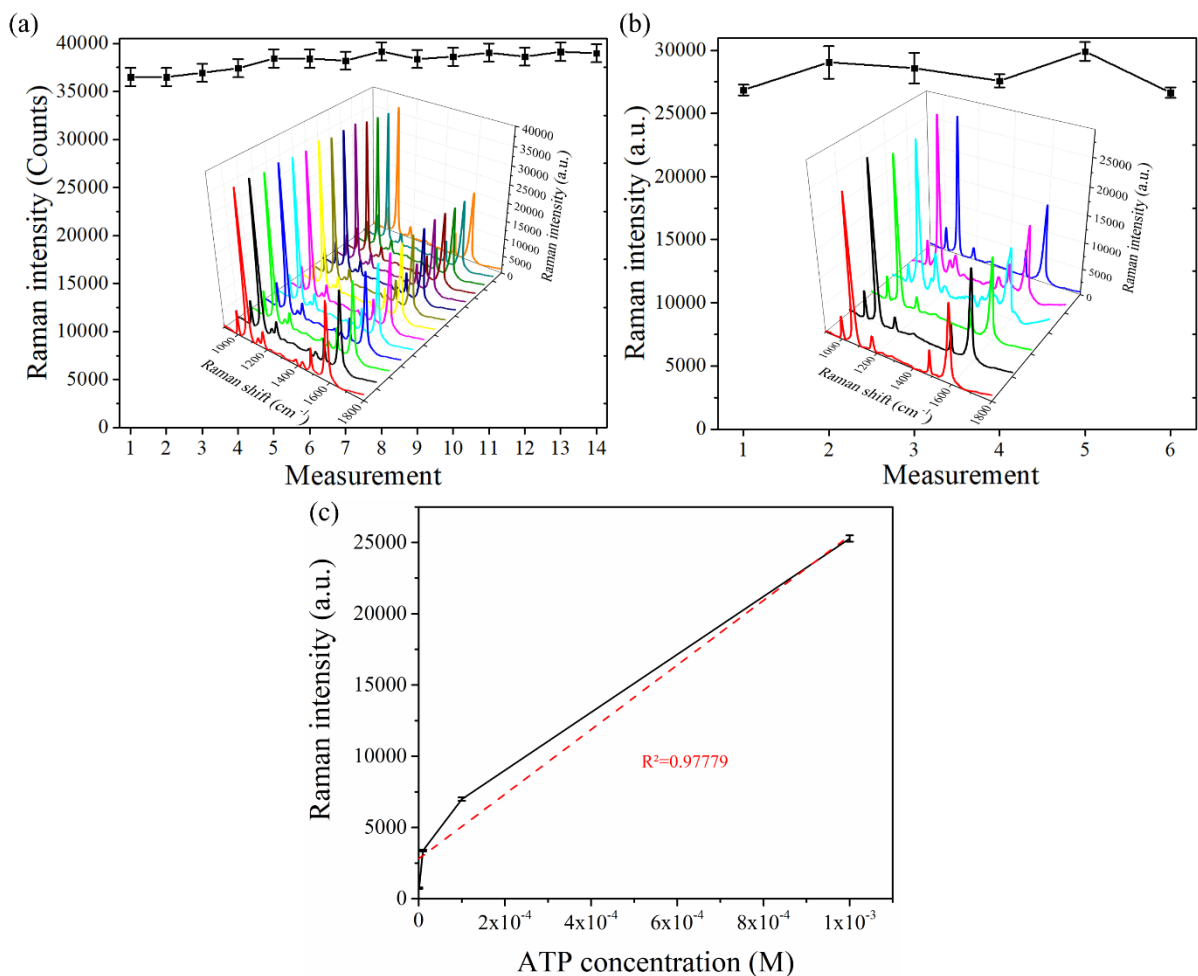 (a)
40000
35000
30000
25000
20000
15000
10000
5000
0
Raman intensity (Counts)
1 2 3 4 5 6 7 8 9 10 11 12 13 14
Measurement
40000
35000
30000
25000
20000
15000
10000
5000
0
Raman intensity (a.u.)
1000
1200
1400
1600
1800
Raman shift (cm⁻¹)
(b)
30000
25000
20000
15000
10000
5000
0
Raman intensity (a.u.)
1 2 3 4 5 6
Measurement
25000
20000
15000
10000
5000
0
Raman intensity (a.u.)
1000
1200
1400
1600
1800
Raman shift (cm⁻¹)
(c)
25000
20000
15000
10000
5000
0
Raman intensity (a.u.)
R²=0.97779
0 2x10⁻⁴ 4x10⁻⁴ 6x10⁻⁴ 8x10⁻⁴ 1x10⁻³
ATP concentration (M)